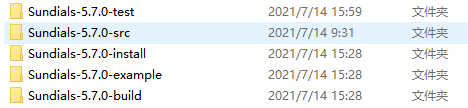 Sundials-5.7.0-test 2021/7/14 15:59 文件夹
Sundials-5.7.0-src 2021/7/14 9:31 文件夹
Sundials-5.7.0-install 2021/7/14 15:28 文件夹
Sundials-5.7.0-example 2021/7/14 15:28 文件夹
Sundials-5.7.0-build 2021/7/14 15:28 文件夹